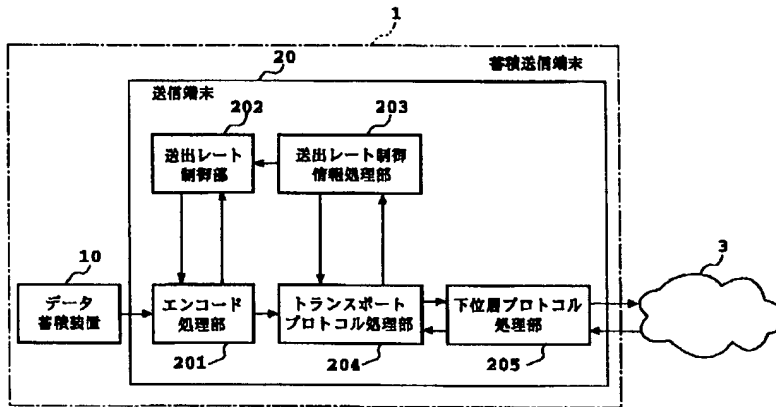 1
20
蓄積送信端末
送信端末
202
203
送出レート
制御部
送出レート制御
情報処理部
10
3
データ
蓄積装置
エンコード
処理部
トランスポート
プロトコル処理部
下位層プロトコル
処理部
201
204
205